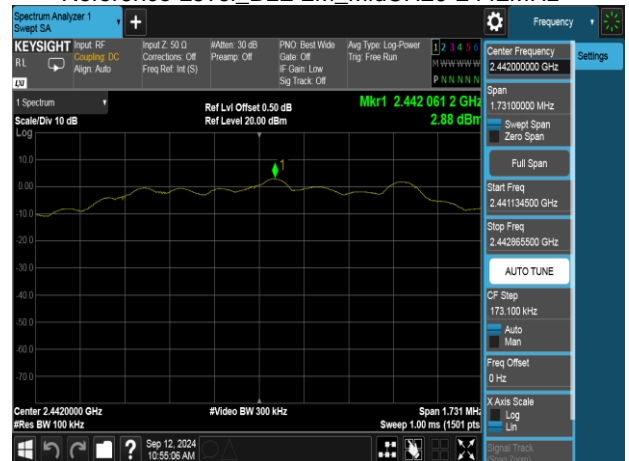 Spectrum Analyzer 1
Swept SA
Frequency
KEYSIGHT
RL
LXI
Input: RF
Coupling: DC
Align: Auto
Input Z: 50 Ω
Corrections: Off
Freq Ref: Int (S)
#Atten: 30 dB
Preamp: Off
PNO: Best Wide
Gate: Off
IF Gain: Low
Sig Track: Off
Avg Type: Log-Power
Trig: Free Run
1 2 3 4 5 6
M W W W W W
P N N N N N
1 Spectrum
Scale/Div 10 dB
Log
Ref Lvl Offset 0.50 dB
Ref Level 20.00 dBm
Mkr1 2.442 061 2 GHz
2.88 dBm
1
10.0
0.00
-10.0
-20.0
-30.0
-40.0
-50.0
-60.0
-70.0
Center 2.4420000 GHz
#Res BW 100 kHz
#Video BW 300 kHz
Span 1.731 MHz
Sweep 1.00 ms (1501 pts)
Sep 12, 2024
10:55:06 AM
Center Frequency
2.442000000 GHz
Settings
Span
1.73100000 MHz
Swept Span
Zero Span
Full Span
Start Freq
2.441134500 GHz
Stop Freq
2.442865500 GHz
AUTO TUNE
CF Step
173.100 kHz
Auto
Man
Freq Offset
0 Hz
X Axis Scale
Log
Lin
Signal Track
(Span Zoom)